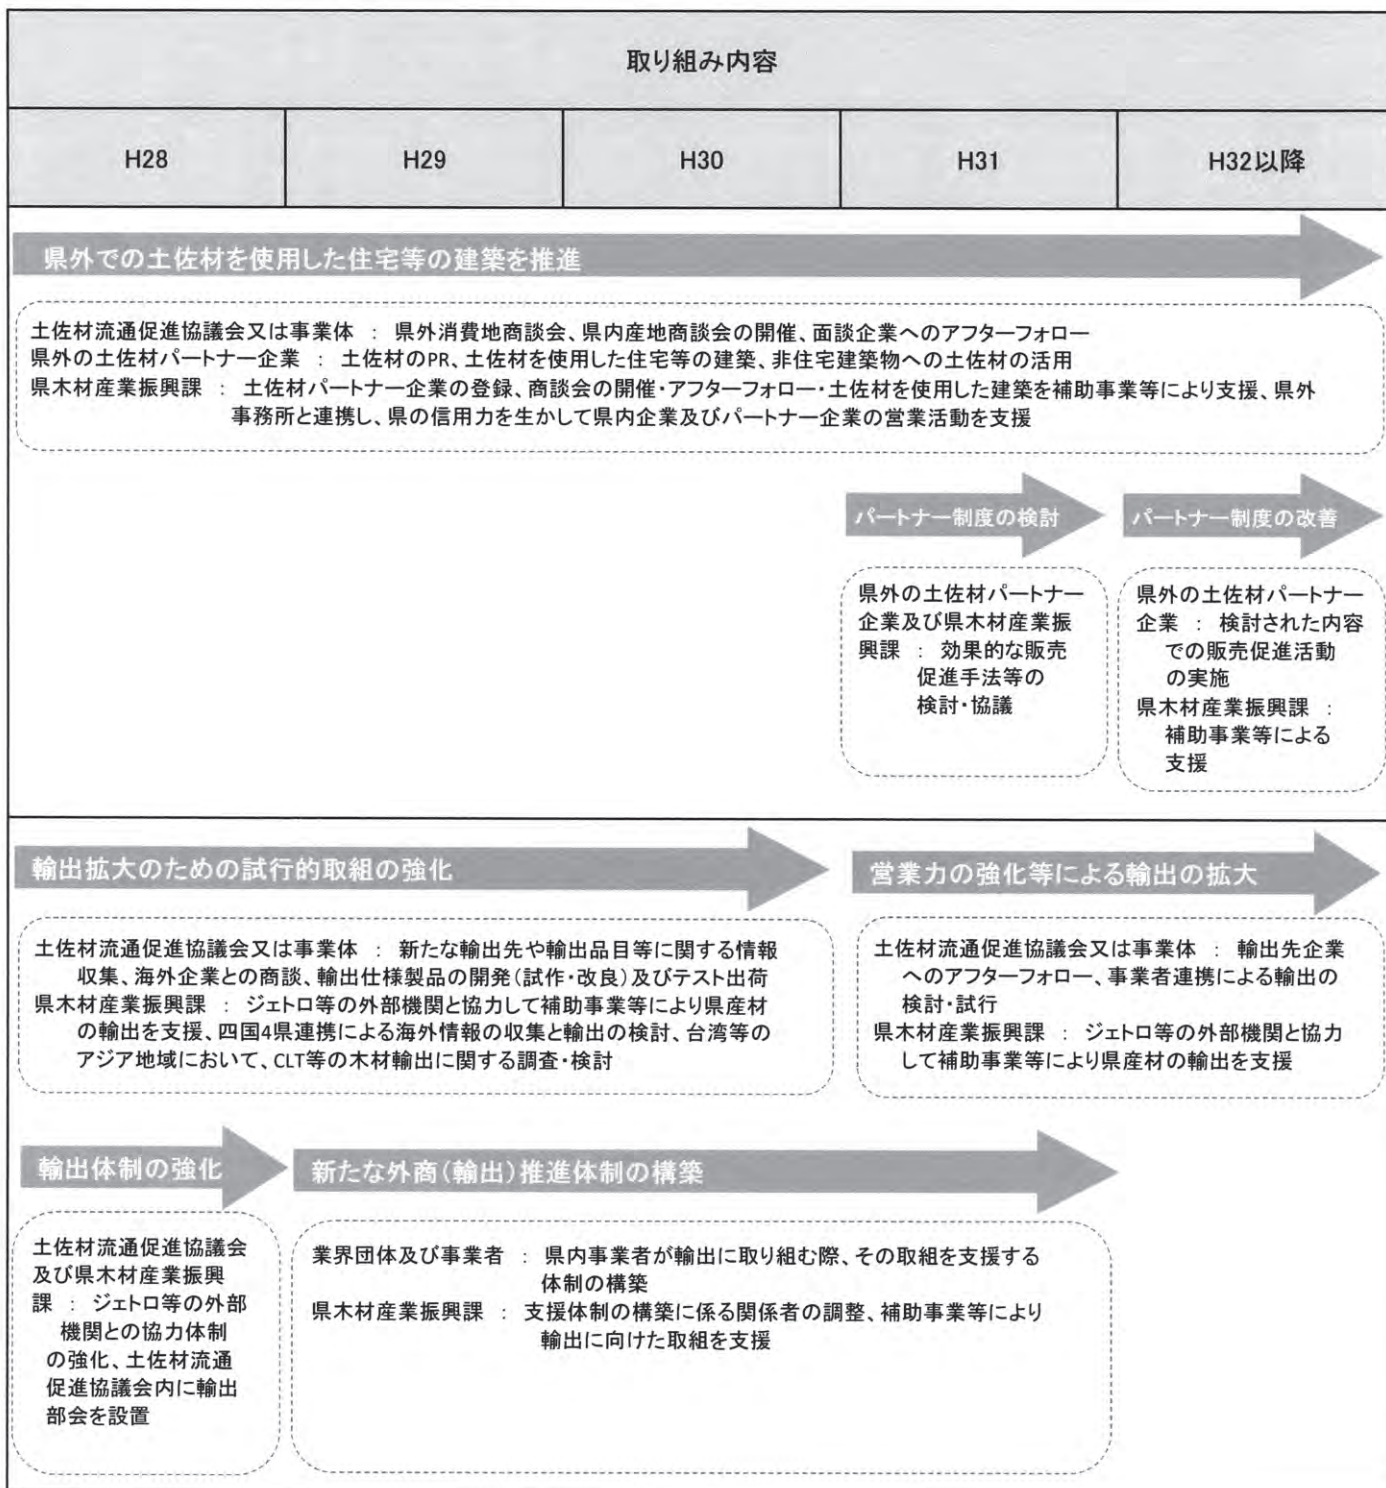 取り組み内容
H28
H29
H30
H31
H32以降
県外での土佐材を使用した住宅等の建築を推進
土佐材流通促進協議会又は事業体 ： 県外消費地商談会、県内産地商談会の開催、面談企業へのアフターフォロー
県外の土佐材パートナー企業 ： 土佐材のPR、土佐材を使用した住宅等の建築、非住宅建築物への土佐材の活用
県木材産業振興課 ： 土佐材パートナー企業の登録、商談会の開催・アフターフォロー・土佐材を使用した建築を補助事業等により支援、県外
事務所と連携し、県の信用力を生かして県内企業及びパートナー企業の営業活動を支援
パートナー制度の検討
県外の土佐材パートナー
企業及び県木材産業振
興課 ： 効果的な販売
促進手法等の
検討・協議
パートナー制度の改善
県外の土佐材パートナー
企業 ： 検討された内容
での販売促進活動
の実施
県木材産業振興課 ：
補助事業等による
支援
輸出拡大のための試行的取組の強化
土佐材流通促進協議会又は事業体 ： 新たな輸出先や輸出品目等に関する情報
収集、海外企業との商談、輸出仕様製品の開発（試作・改良）及びテスト出荷
県木材産業振興課 ： ジェトロ等の外部機関と協力して補助事業等により県産材
の輸出を支援、四国4県連携による海外情報の収集と輸出の検討、台湾等の
アジア地域において、CLT等の木材輸出に関する調査・検討
営業力の強化等による輸出の拡大
土佐材流通促進協議会又は事業体 ： 輸出先企業
へのアフターフォロー、事業者連携による輸出の
検討・試行
県木材産業振興課 ： ジェトロ等の外部機関と協力
して補助事業等により県産材の輸出を支援
輸出体制の強化
土佐材流通促進協議会
及び県木材産業振興
課 ： ジェトロ等の外部
機関との協力体制
の強化、土佐材流通
促進協議会内に輸出
部会を設置
新たな外商（輸出）推進体制の構築
業界団体及び事業者 ： 県内事業者が輸出に取り組む際、その取組を支援する
体制の構築
県木材産業振興課 ： 支援体制の構築に係る関係者の調整、補助事業等により
輸出に向けた取組を支援